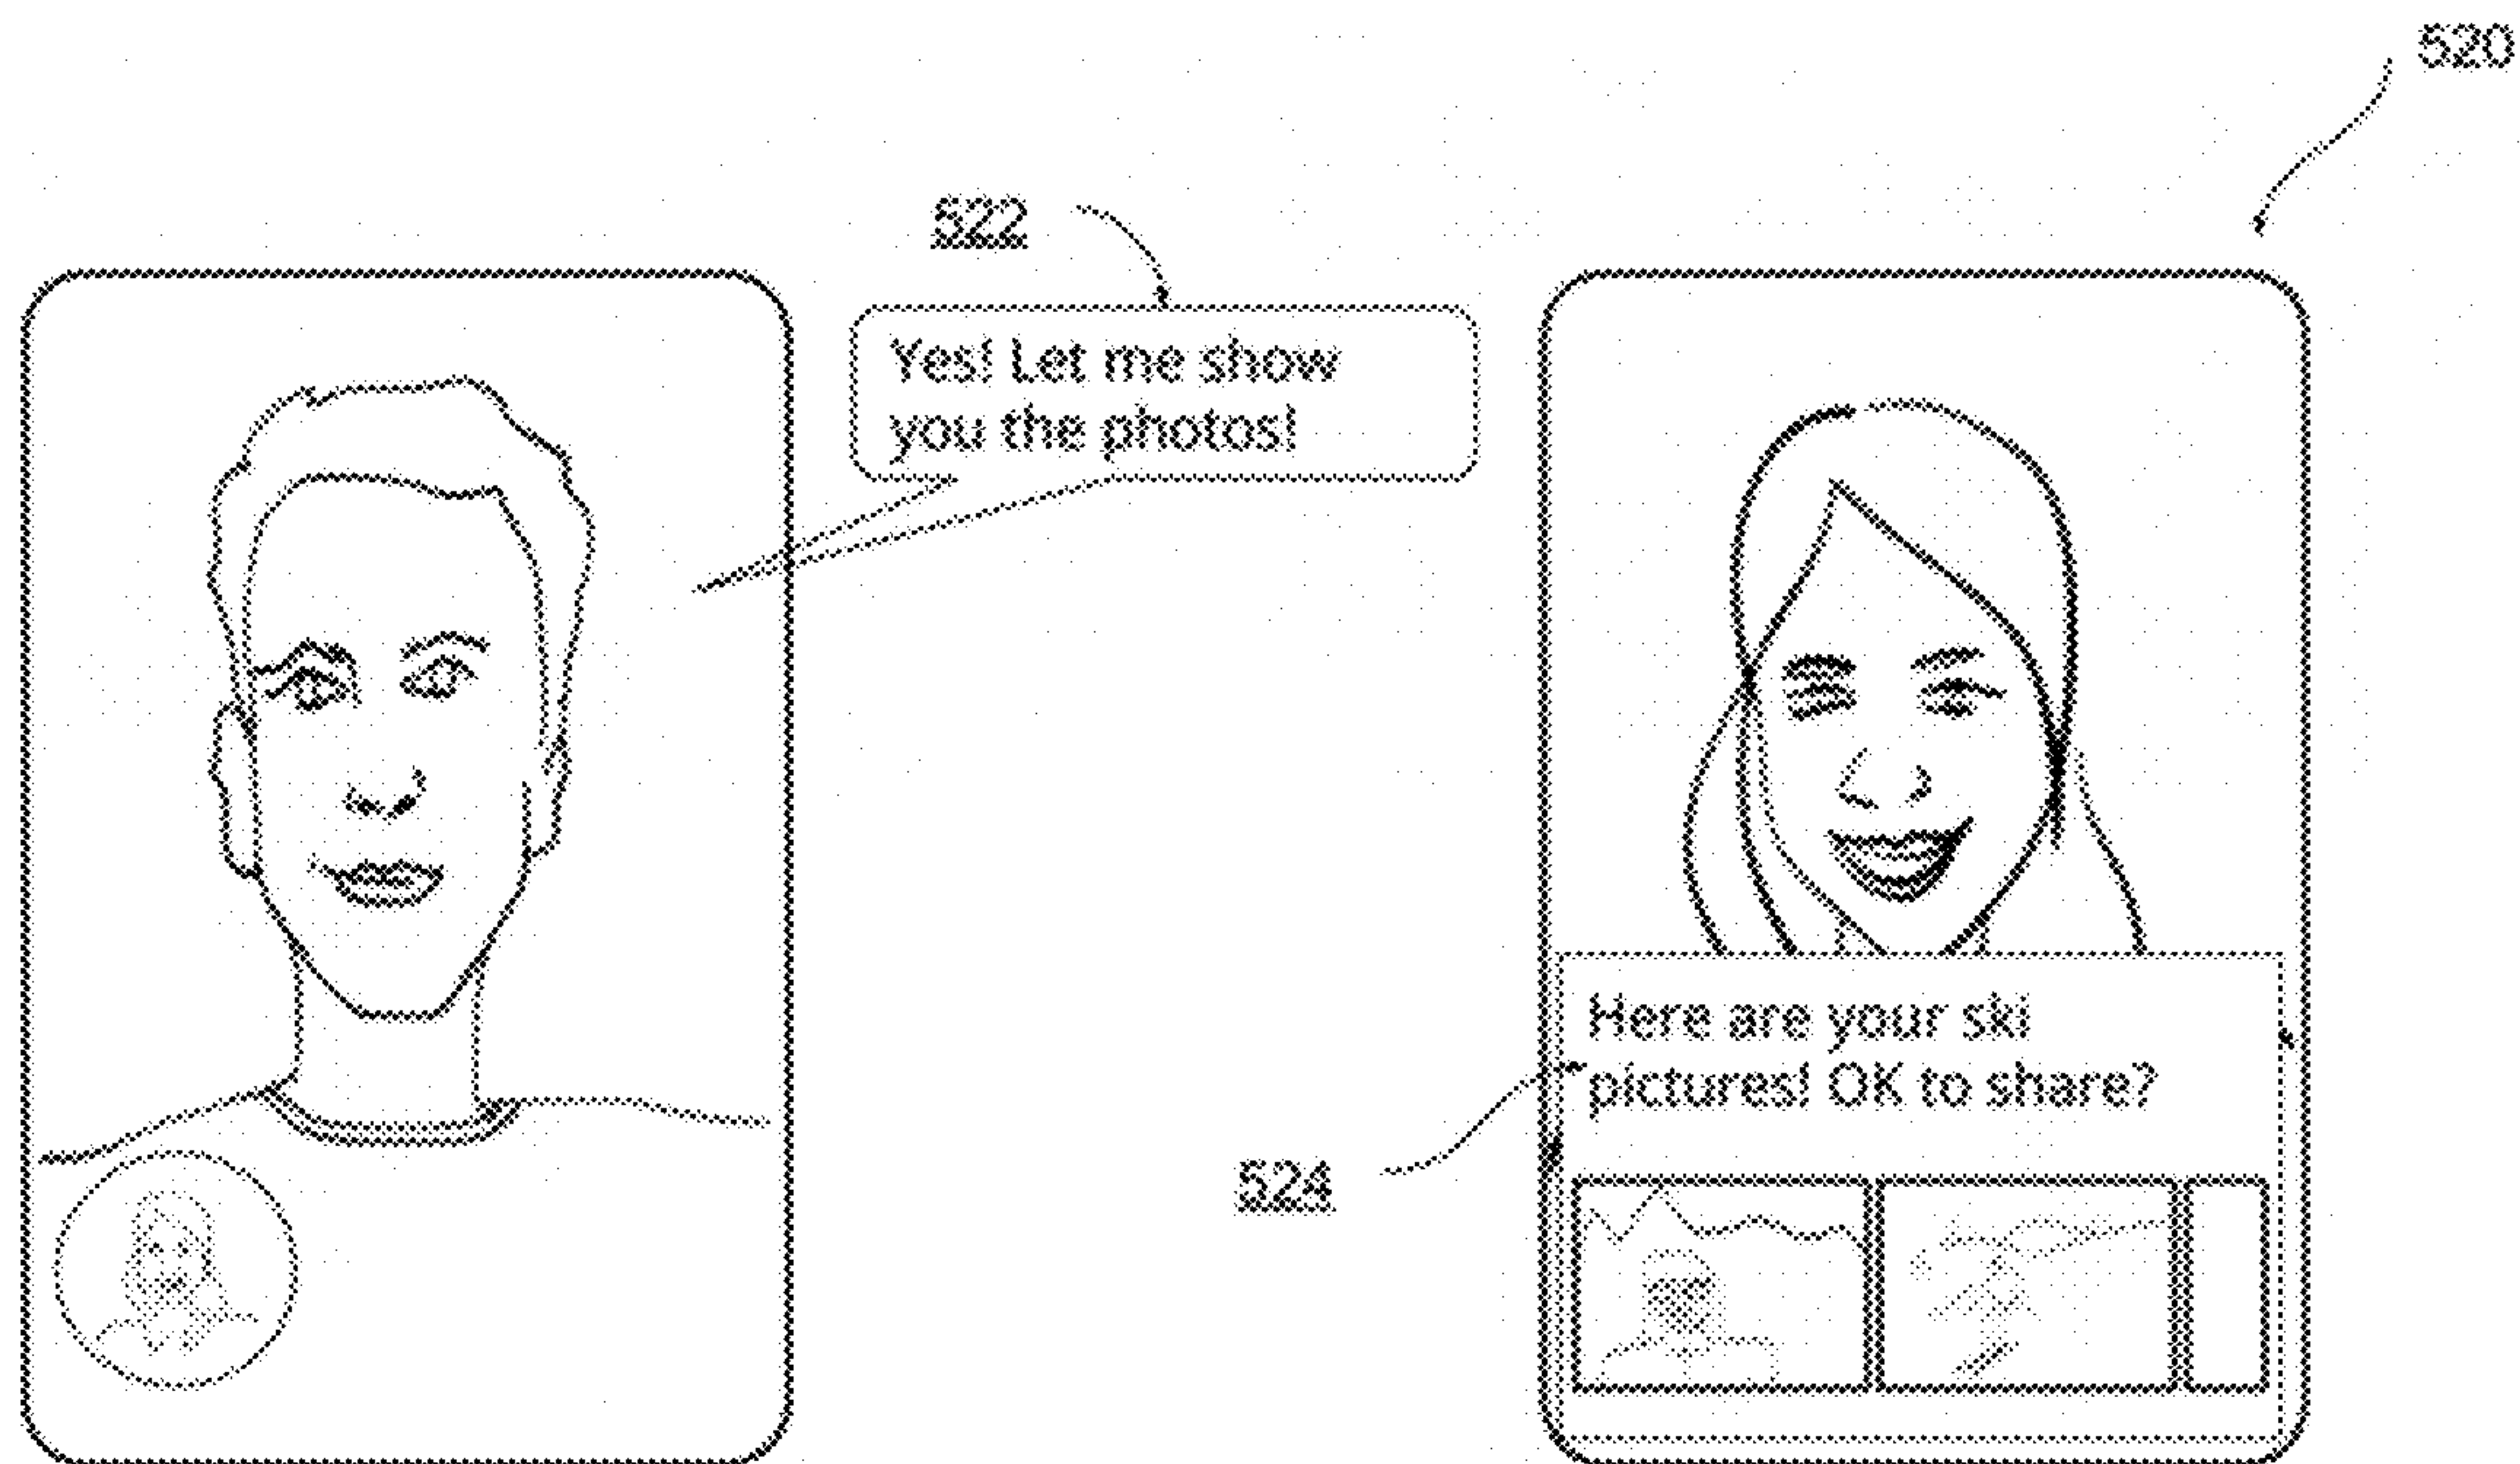 520
522
Yes! Let me show
you the photos!
Here are your ski
pictures! OK to share?
524